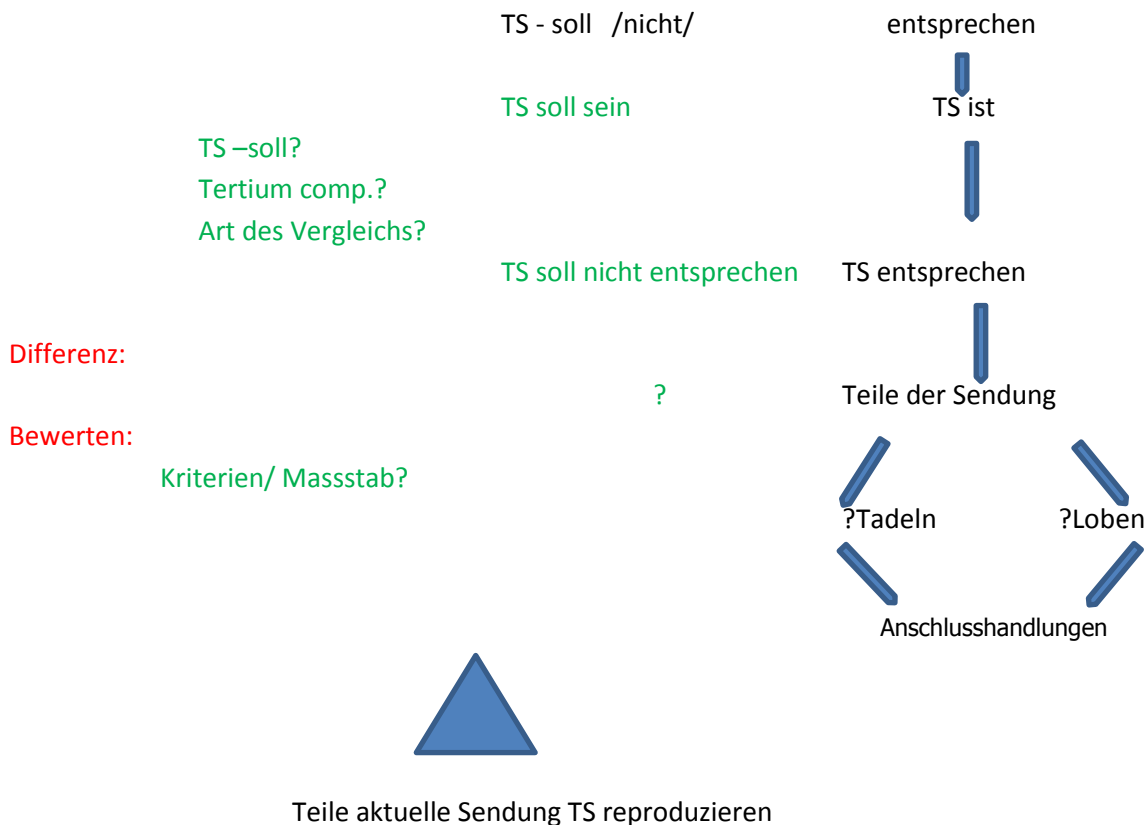 TS - soll /nicht/ entsprechen
TS soll sein TS ist
TS –soll?
Tertium comp.?
Art des Vergleichs?
TS soll nicht entsprechen TS entsprechen
Differenz:
? Teile der Sendung
Bewerten:
Kriterien/ Massstab?
?Tadeln ?Loben
Anschlusshandlungen
Teile aktuelle Sendung TS reproduzieren